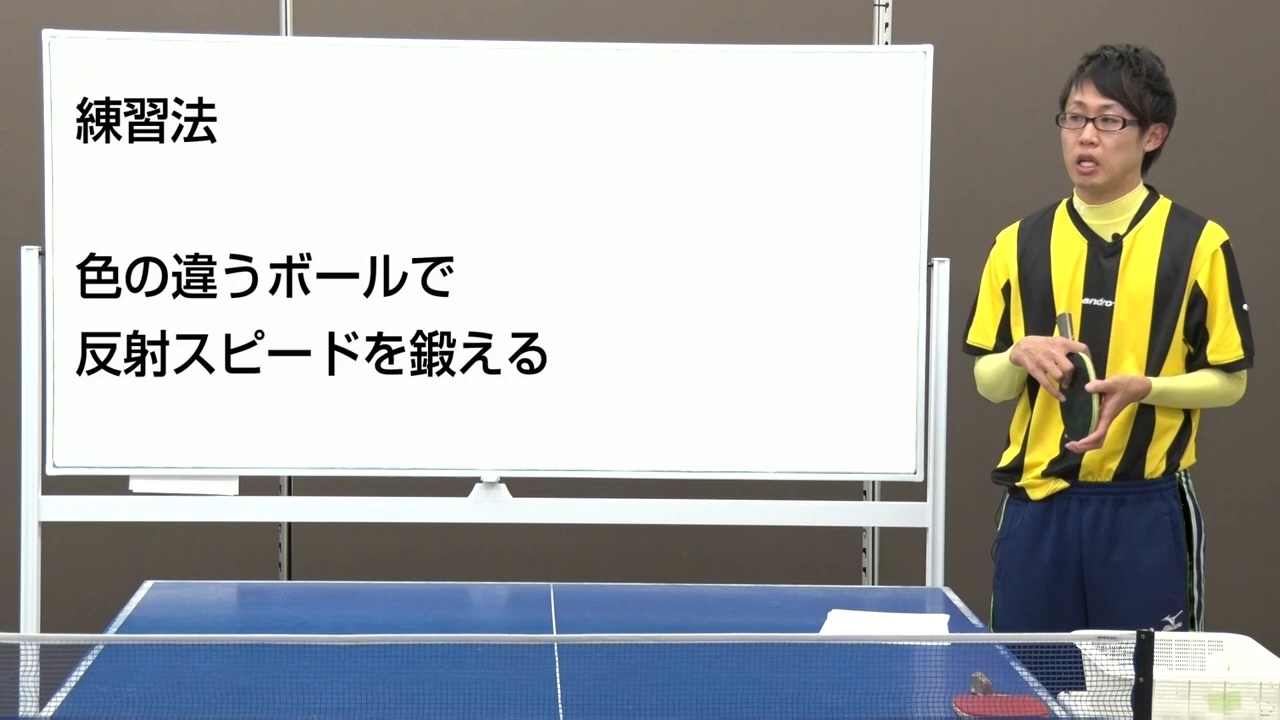 練習法
色の違うボールで
反射スピードを鍛える
andro